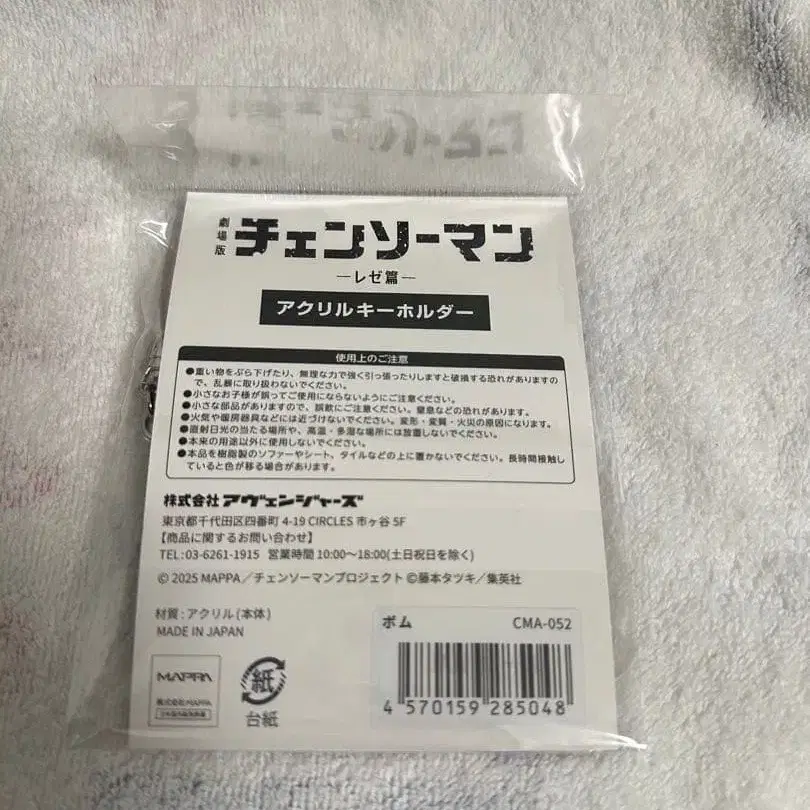 劇場版 チェンソーマン
―レゼ篇―
アクリルキーホルダー
使用上のご注意
●重い物をぶら下げたり、無理な力で強く引っ張ったりしますと破損する恐れがありますの
で、乱暴に取り扱わないでください。
●小さなお子様が誤ってご使用にならないようにご注意ください。
●小さな部品がありますので、誤飲にご注意ください。窒息などの恐れがあります。
●火気や暖房器具などには近づけないでください。変形・変質・火災の原因になります。
●直射日光の当たる場所や、高温・多湿な場所には放置しないでください。
●本来の用途以外に使用しないでください。
●本品を樹脂製のソファーやシート、タイルなどの上に置かないでください。長時間接触し
ていると色が移る場合があります。
株式会社アヴェンジャーズ
東京都千代田区四番町 4-19 CIRCLES 市ヶ谷 5F
【商品に関するお問い合わせ】
TEL:03-6261-1915 営業時間 10:00～18:00(土日祝日を除く)
© 2025 MAPPA／チェンソーマンプロジェクト ©藤本タツキ／集英社
材質:アクリル(本体)
MADE IN JAPAN
ボム CMA-052
4 570159 285048
MAPPA
株式会社MAPPA
紙
台紙